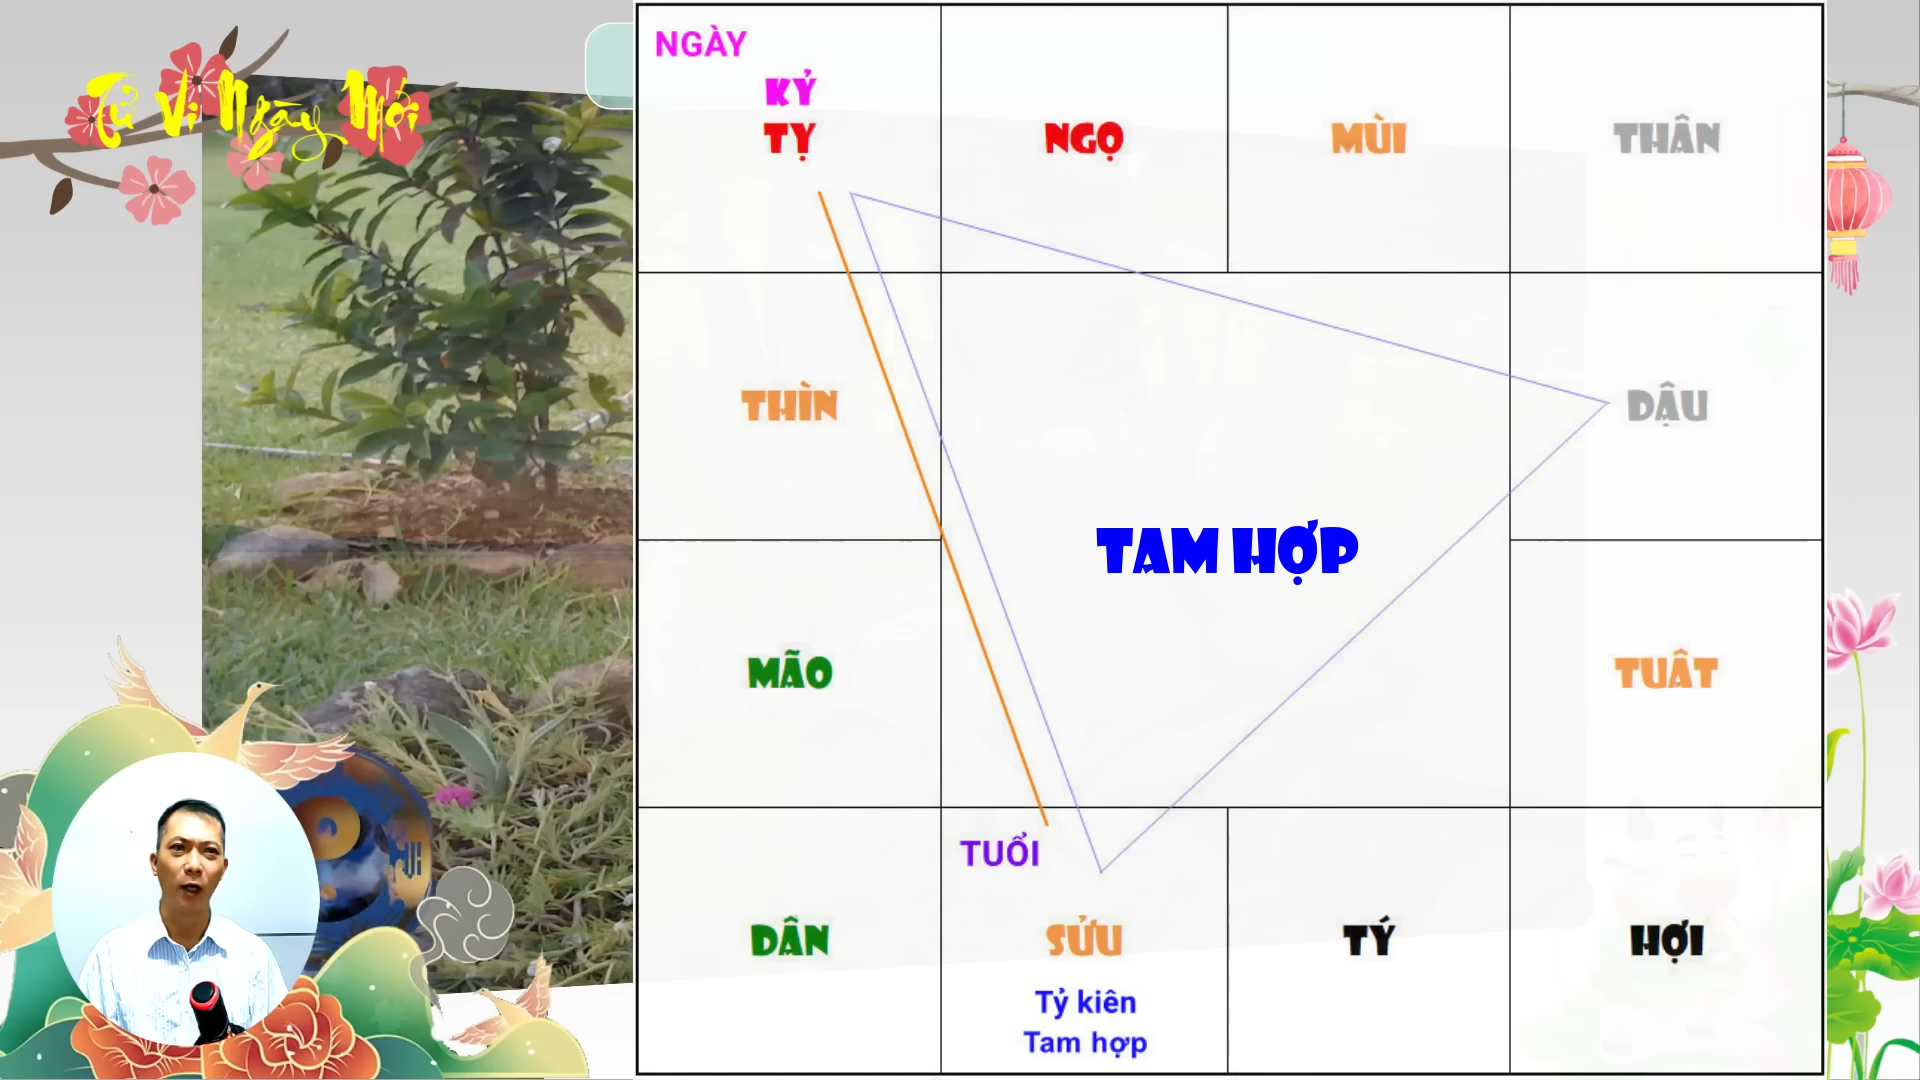 Tử Vi Ngày Mới
NGÀY
KỶ
TỴ
NGỌ
MÙI
THÂN
THÌN
DẬU
TAM HỢP
MÃO
TUẤT
TUỔI
DẦN
SỬU
TÝ
HỢI
Tỷ kiên
Tam hợp